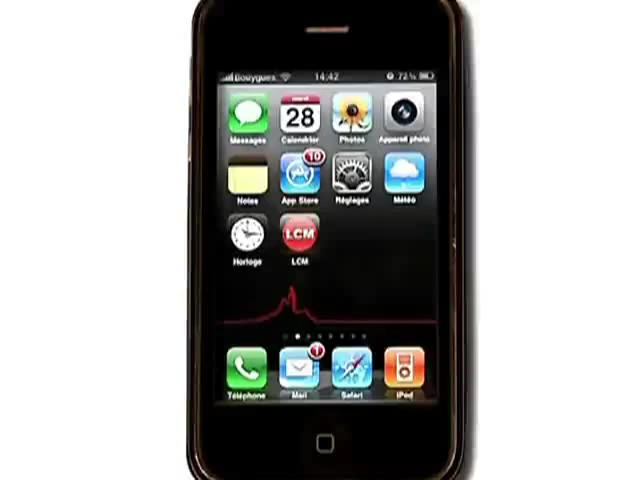 Bouygues 14:42 72 %
28
Messages Calendrier Photos Appareil photo
10
Notes App Store Réglages Météo
LCM
Horloge LCM
1
Téléphone Mail Safari iPod